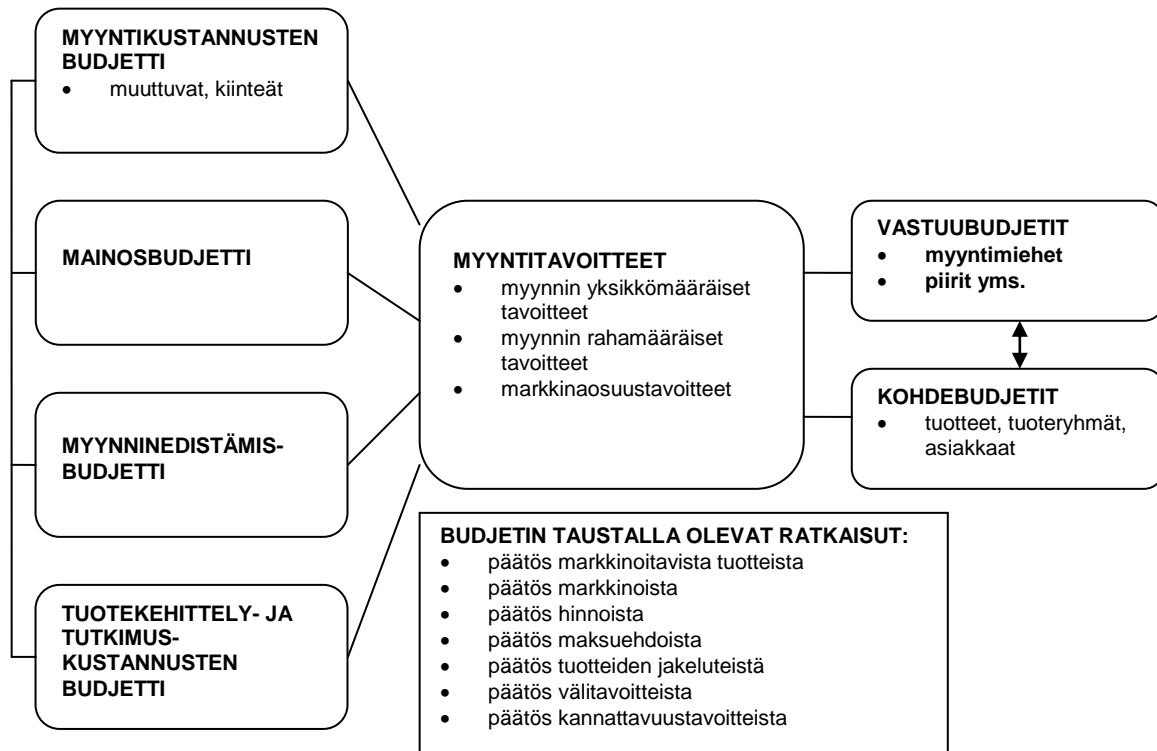 MYYNTIKUSTANNUSTEN
BUDJETTI
• muuttuvat, kiinteät
MAINOSBUDJETTI
MYYNNINEDISTÄMIS-
BUDJETTI
TUOTEKEHITTELY- JA
TUTKIMUS-
KUSTANNUSTEN
BUDJETTI
MYYNTITAVOITTEET
• myynnin yksikkömääräiset
tavoitteet
• myynnin rahamääräiset
tavoitteet
• markkinaosuustavoitteet
VASTUUBUDJETIT
• myyntimiehet
• piirit yms.
KOHDEBUDJETIT
• tuotteet, tuoteryhmät,
asiakkaat
BUDJETIN TAUSTALLA OLEVAT RATKAISUT:
• päätös markkinoitavista tuotteista
• päätös markkinoista
• päätös hinnoista
• päätös maksuehdoista
• päätös tuotteiden jakeluteistä
• päätös välitavoitteista
• päätös kannattavuustavoitteista